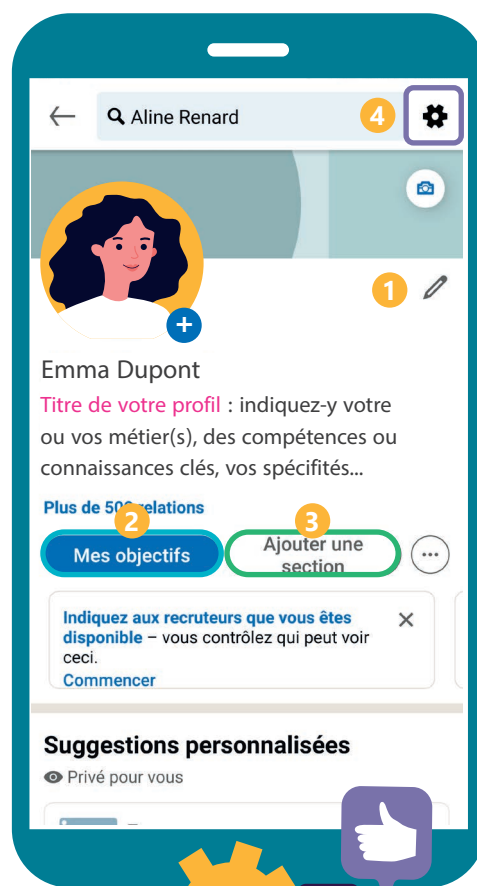 Aline Renard
4
1
Emma Dupont
Titre de votre profil : indiquez-y votre
ou vos métier(s), des compétences ou
connaissances clés, vos spécifités...
Plus de 500 relations
2
3
Mes objectifs
Ajouter une
section
Indiquez aux recruteurs que vous êtes
disponible – vous contrôlez qui peut voir
ceci.
Commencer
Suggestions personnalisées
Privé pour vous